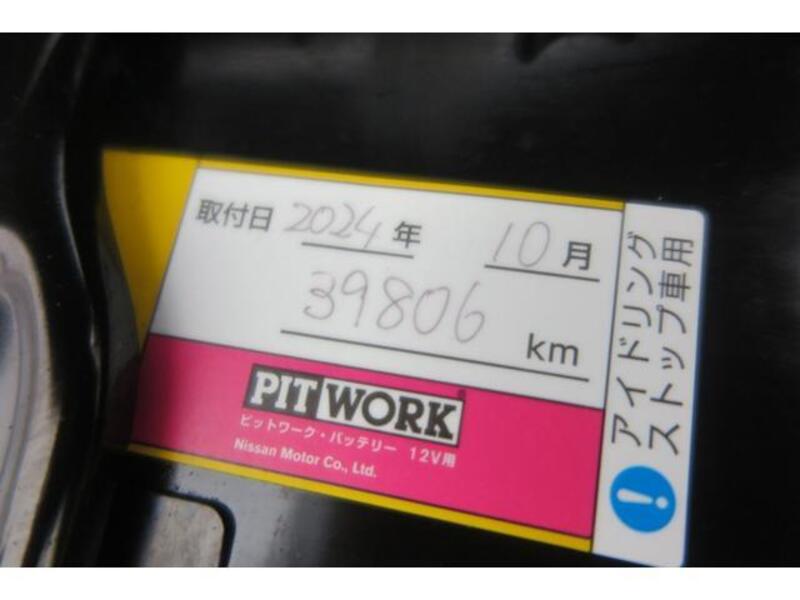 取付日 2024 年 10 月
39806 km
PIT WORK®
ピットワーク・バッテリー 12V用
Nissan Motor Co., Ltd.
アイドリング
ストップ車用